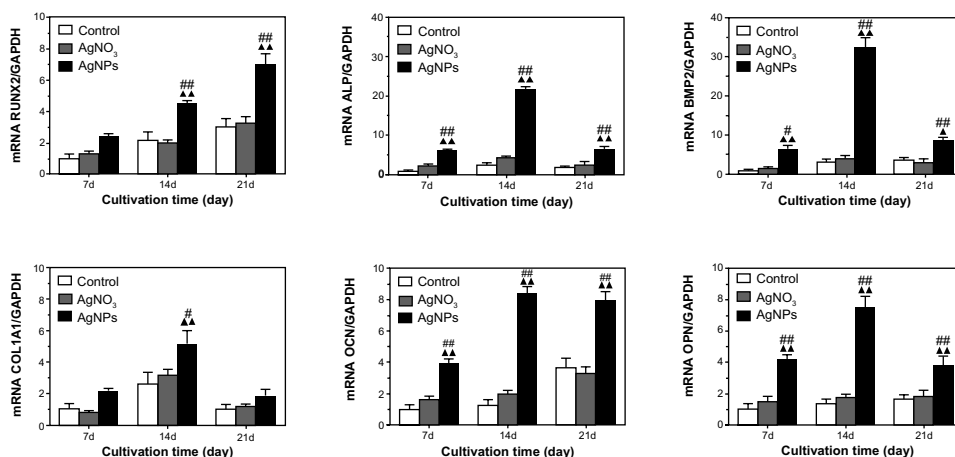 mRNA RUNX2/GAPDH
10
8
6
4
2
0
Control
AgNO₃
AgNPs
##
▲▲
##
▲▲
7d 14d 21d
Cultivation time (day)
mRNA ALP/GAPDH
40
30
20
10
0
Control
AgNO₃
AgNPs
##
▲▲
##
▲▲
##
▲▲
7d 14d 21d
Cultivation time (day)
mRNA BMP2/GAPDH
40
30
20
10
0
Control
AgNO₃
AgNPs
#
▲▲
##
▲▲
##
▲
7d 14d 21d
Cultivation time (day)
mRNA COL1A1/GAPDH
10
8
6
4
2
0
Control
AgNO₃
AgNPs
#
▲▲
7d 14d 21d
Cultivation time (day)
mRNA OCN/GAPDH
10
8
6
4
2
0
Control
AgNO₃
AgNPs
##
▲▲
##
▲▲
##
▲▲
7d 14d 21d
Cultivation time (day)
mRNA OPN/GAPDH
10
8
6
4
2
0
Control
AgNO₃
AgNPs
##
▲▲
##
▲▲
##
▲▲
7d 14d 21d
Cultivation time (day)